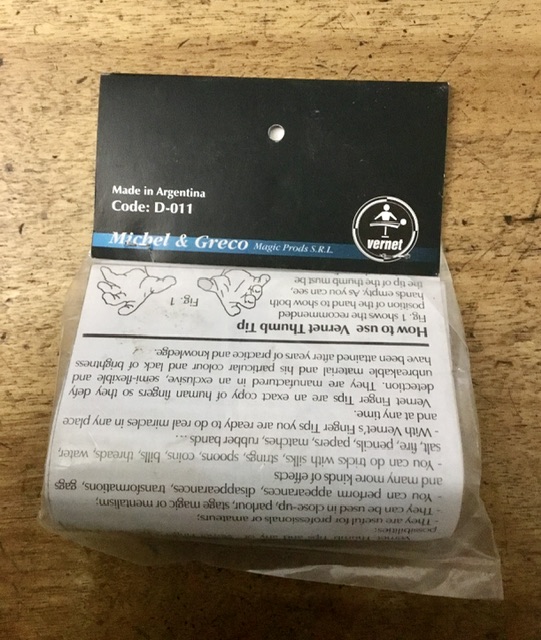 Made in Argentina
Code: D-011
Michel & Greco Magic Prods S.R.L.
vernet
Vernet Thumb Tips
possibilities:
- They are useful for professionals or amateurs;
- They can be used in close-up, parlour, stage magic or mentalism;
- You can perform appearances, disappearances, transformations, gags
and many more kinds of effects
- You can do tricks with silks, strings, spoons, coins, bills, threads, water,
salt, fire, pencils, papers, matches, rubber bands...
- With Vernet's Finger Tips you are ready to do real miracles in any place
and at any time.
Vernet Finger Tips are an exact copy of human fingers so they defy
detection. They are manufactured in an exclusive, semi-flexible and
unbreakable material and his particular colour and lack of brightness
have been attained after years of practice and knowledge.
How to use Vernet Thumb Tip
Fig. 1 shows the recommended
position of the hand to show both
hands empty. As you can see,
the tip of the thumb must be
Fig. 1